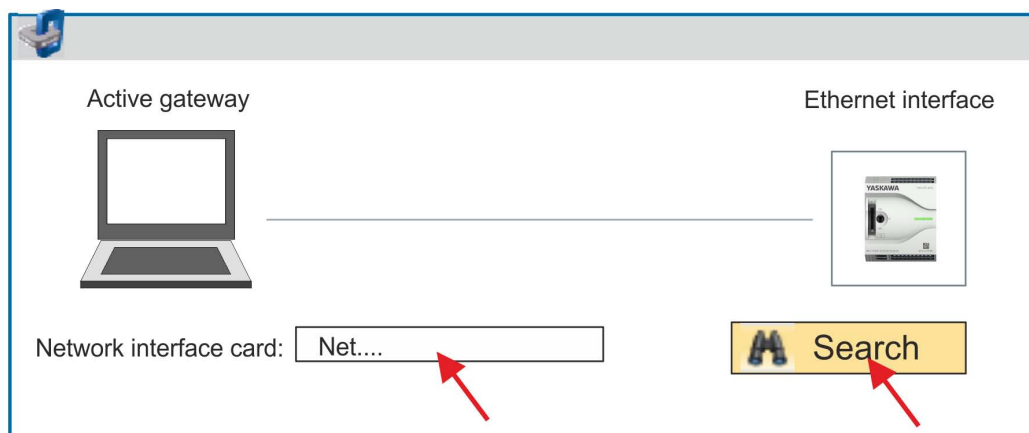 Active gateway
Ethernet interface
YASKAWA
Network interface card:
Net....
Search